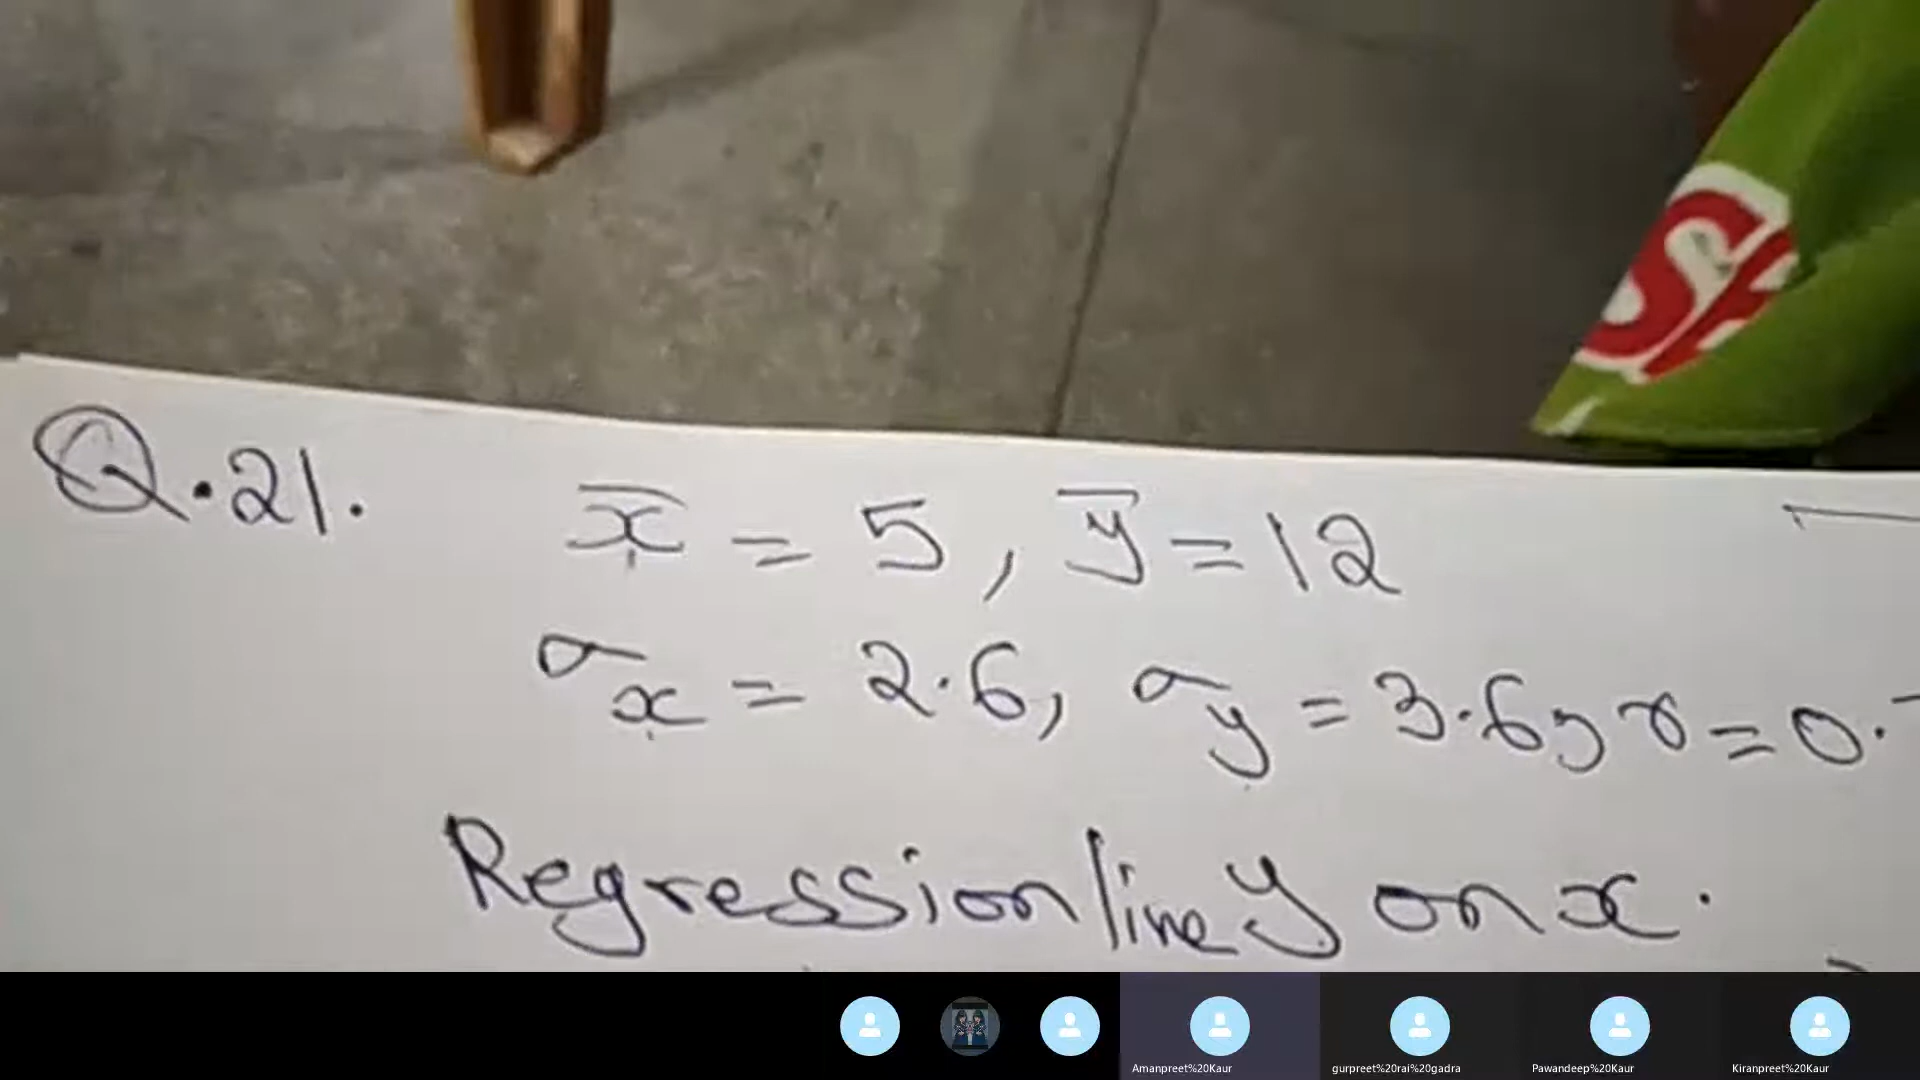 Q.21. x̅ = 5, y̅ = 12
σx = 2.6, σy = 3.6, r = 0.
Regression line y on x.
Amanpreet%20Kaur
gurpreet%20rai%20gadra
Pawandeep%20Kaur
Kiranpreet%20Kaur